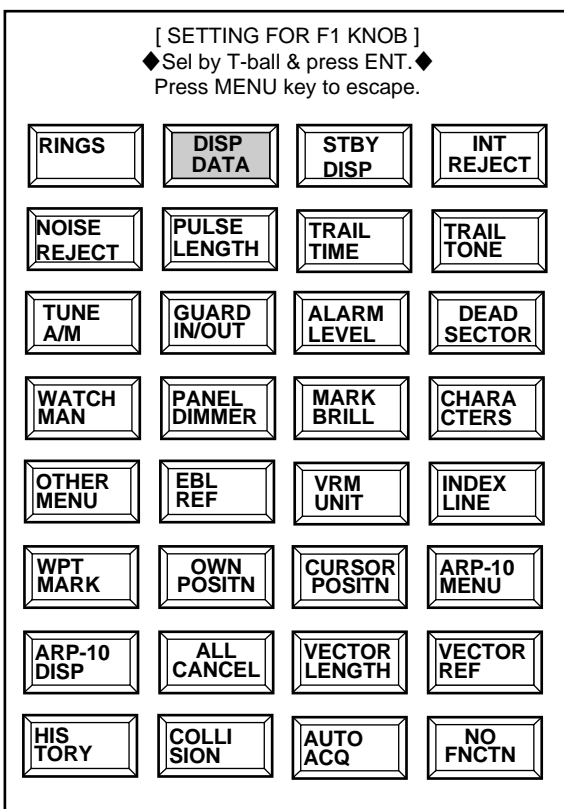 [ SETTING FOR F1 KNOB ]
◆Sel by T-ball & press ENT.◆
Press MENU key to escape.
RINGS
DISP
DATA
STBY
DISP
INT
REJECT
NOISE
REJECT
PULSE
LENGTH
TRAIL
TIME
TRAIL
TONE
TUNE
A/M
GUARD
IN/OUT
ALARM
LEVEL
DEAD
SECTOR
WATCH
MAN
PANEL
DIMMER
MARK
BRILL
CHARA
CTERS
OTHER
MENU
EBL
REF
VRM
UNIT
INDEX
LINE
WPT
MARK
OWN
POSITN
CURSOR
POSITN
ARP-10
MENU
ARP-10
DISP
ALL
CANCEL
VECTOR
LENGTH
VECTOR
REF
HIS
TORY
COLLI
SION
AUTO
ACQ
NO
FNCTN